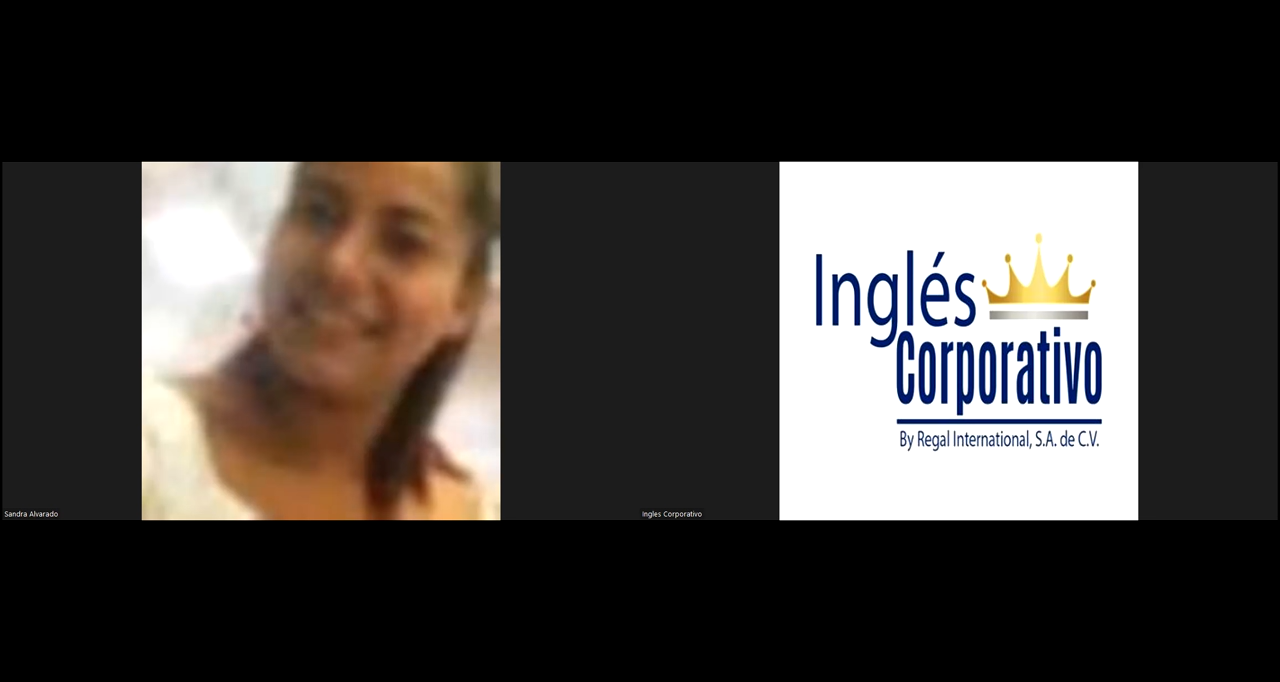 Inglés
Corporativo
By Regal International, S.A. de C.V.
Sandra Alvarado
Ingles Corporativo